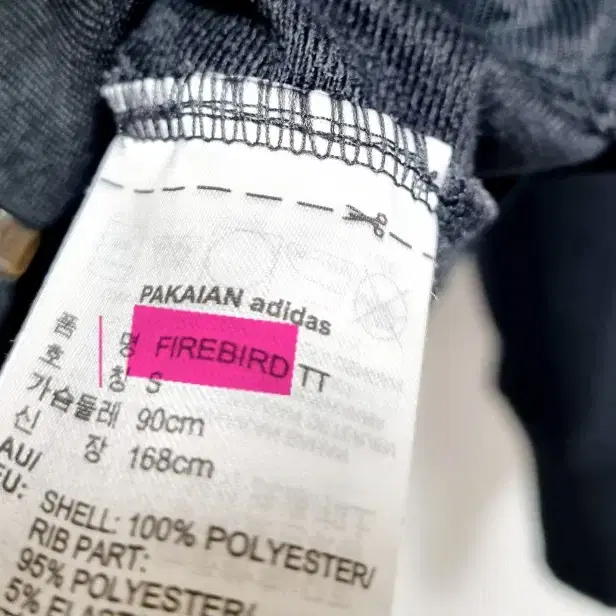 PAKAIAN adidas
품 명 FIREBIRD TT
호 칭 S
가슴둘레 90cm
신 장 168cm
AU/
EU: SHELL: 100% POLYESTER/
RIB PART:
95% POLYESTER/
5%